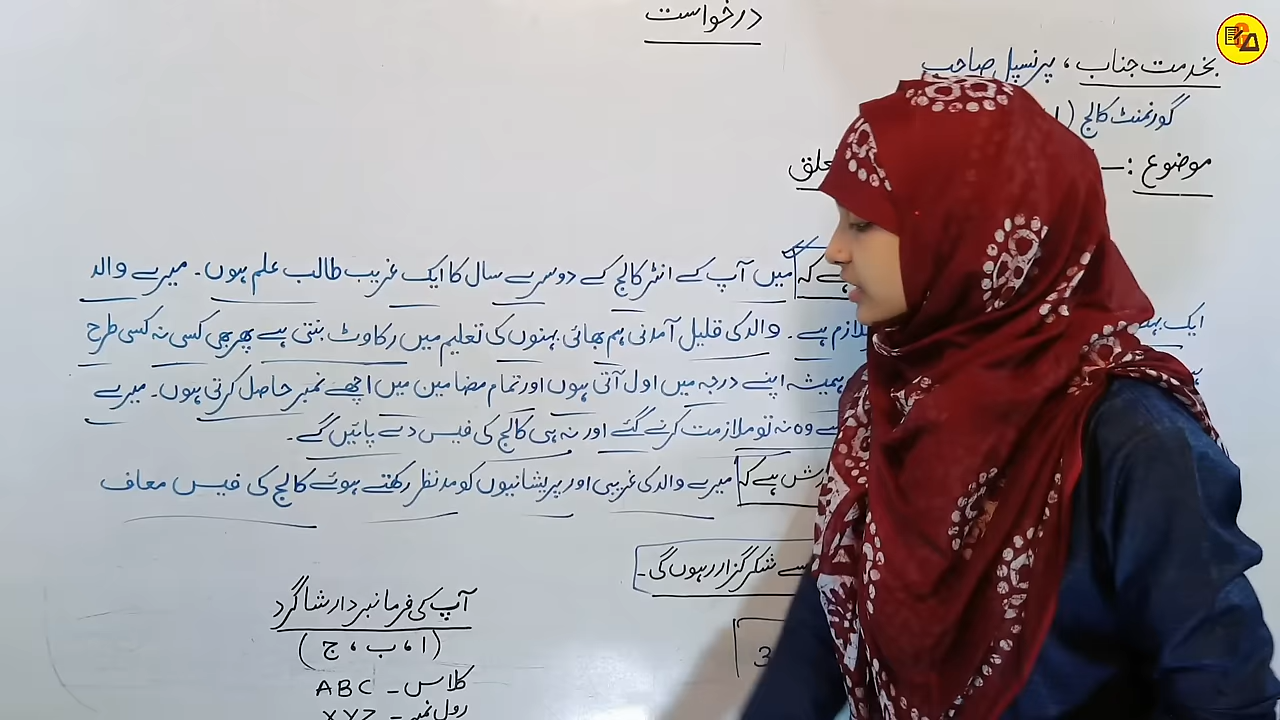 درخواست
بخدمت جناب، پرنسپل صاحب
گورنمنٹ کالج (ا
موضوع :-
میں آپ کے انٹر کالج کے دوسرے سال کا ایک غریب طالب علم ہوں۔ میرے والد
ایک ملازم ہے۔ والد کی قلیل آمدنی ہم بھائی بہنوں کی تعلیم میں رکاوٹ بنتی ہے پھر بھی کسی نہ کسی طرح
ہمیشہ اپنے درجہ میں اول آتی ہوں اور تمام مضامین میں اچھے نمبر حاصل کرتی ہوں۔ میرے
وہ نہ تو ملازمت کرنے گئے اور نہ ہی کالج کی فیس دے پائیں گے۔
ہے کہ میرے والد کی غریبی اور پریشانیوں کو مدنظر رکھتے ہوئے کالج کی فیس معاف
سے شکر گزار رہوں گی۔
آپ کی فرمانبردار شاگرد
(ا، ب، ج)
3
کلاس - ABC
رول نمبر - XYZ